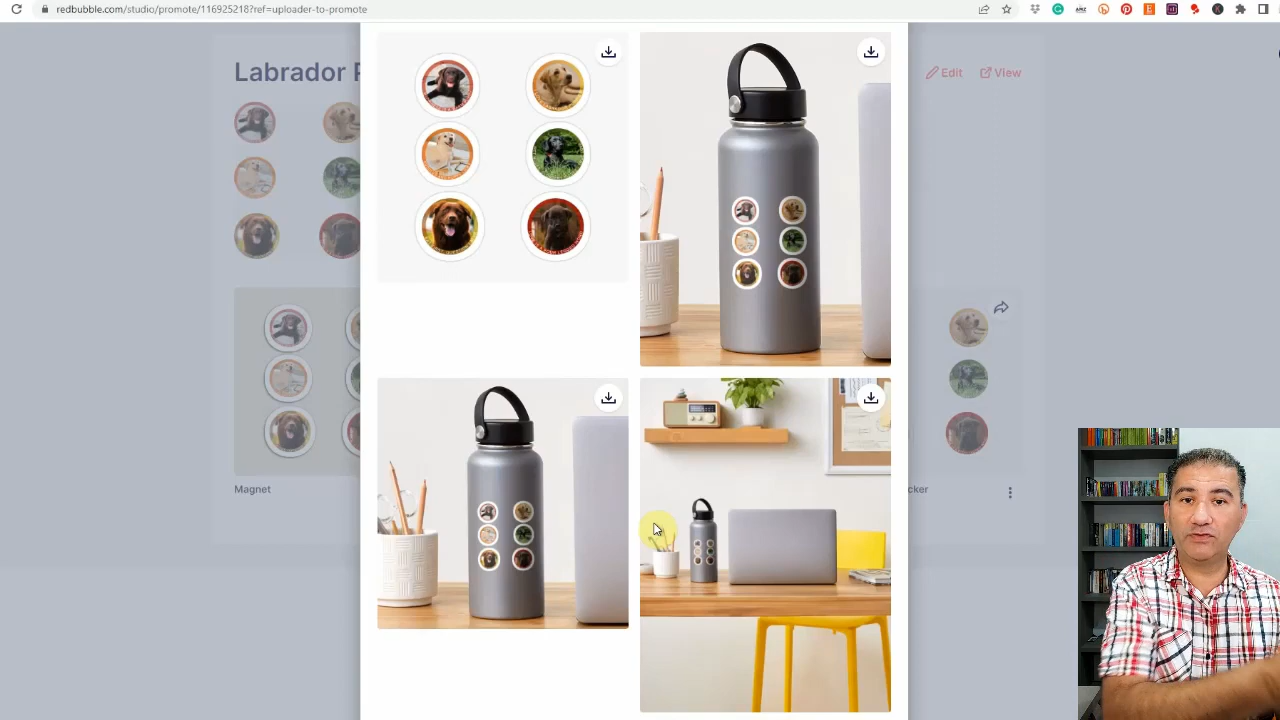 redbubble.com/studio/promote/116925218?ref=uploader-to-promote
Labrador
Edit
View
Magnet
cker